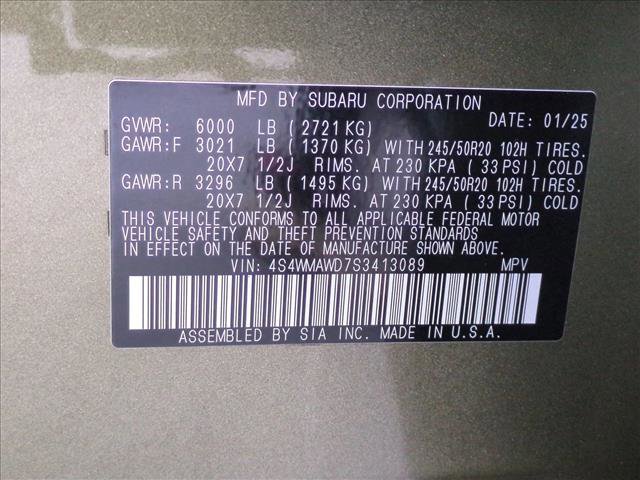 MFD BY SUBARU CORPORATION
DATE: 01/25
GVWR: 6000 LB (2721 KG)
GAWR:F 3021 LB (1370 KG) WITH 245/50R20 102H TIRES.
20X7 1/2J RIMS. AT 230 KPA (33 PSI) COLD
GAWR:R 3296 LB (1495 KG) WITH 245/50R20 102H TIRES.
20X7 1/2J RIMS. AT 230 KPA (33 PSI) COLD
THIS VEHICLE CONFORMS TO ALL APPLICABLE FEDERAL MOTOR
VEHICLE SAFETY AND THEFT PREVENTION STANDARDS
IN EFFECT ON THE DATE OF MANUFACTURE SHOWN ABOVE.
VIN: 4S4WMAWD7S3413089 MPV
ASSEMBLED BY SIA INC. MADE IN U.S.A.